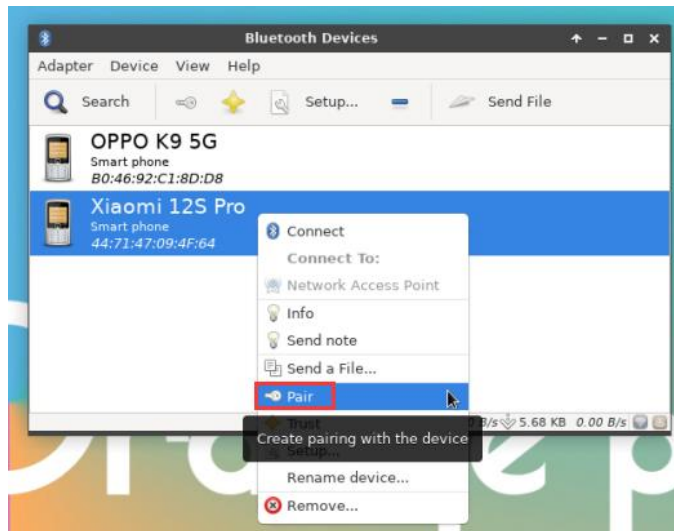 Bluetooth Devices
Adapter Device View Help
Search Setup... Send File
OPPO K9 5G
Smart phone
B0:46:92:C1:8D:D8
Xiaomi 12S Pro
Smart phone
44:71:47:09:4F:64
Connect
Connect To:
Network Access Point
Info
Send note
Send a File...
Pair
Trust
B/s 5.68 KB 0.00 B/s
Create pairing with the device
Setup...
Rename device...
Remove...